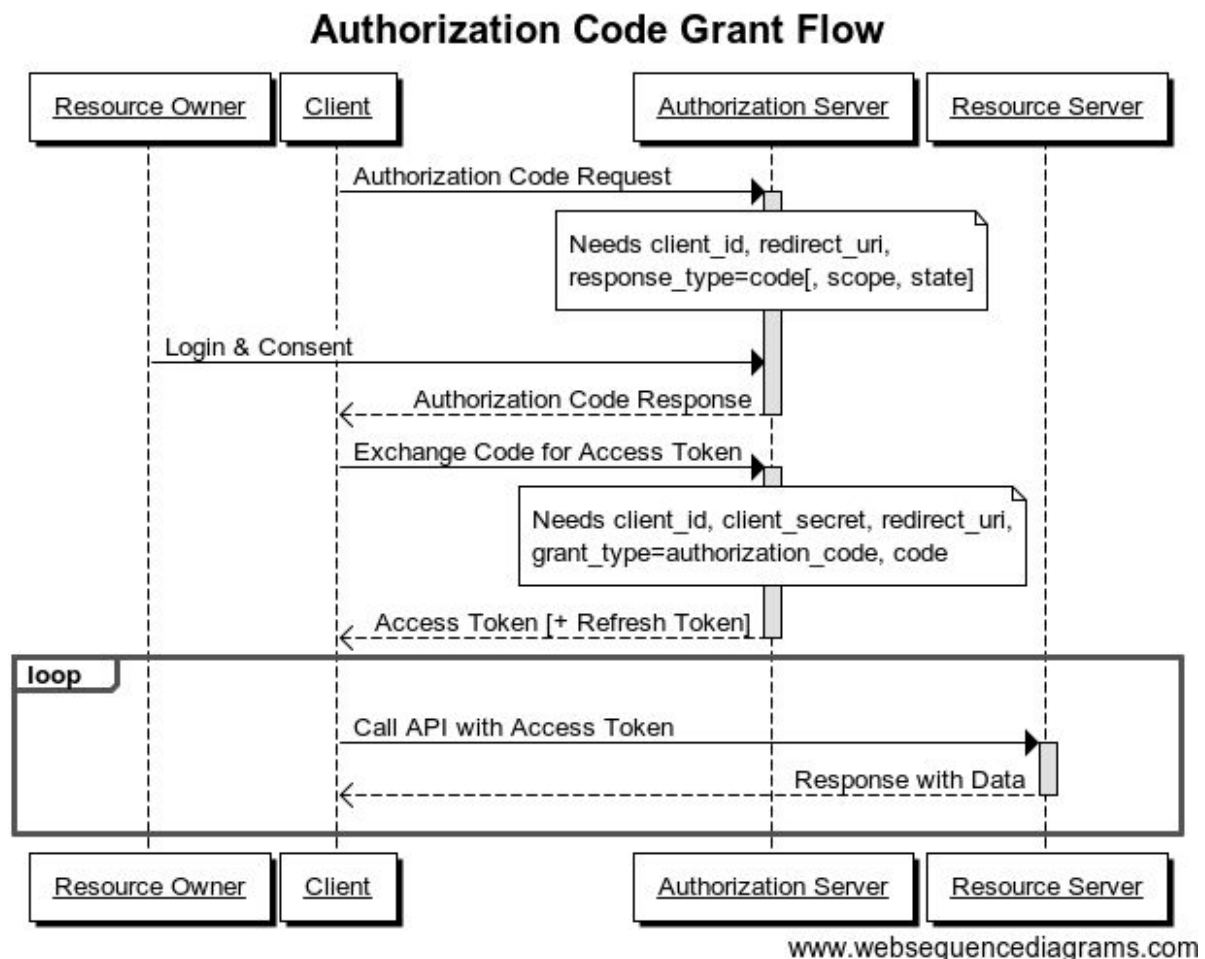 Authorization Code Grant Flow
Resource Owner
Client
Authorization Server
Resource Server
Authorization Code Request
Needs client_id, redirect_uri,
response_type=code[, scope, state]
Login & Consent
Authorization Code Response
Exchange Code for Access Token
Needs client_id, client_secret, redirect_uri,
grant_type=authorization_code, code
Access Token [+ Refresh Token]
loop
Call API with Access Token
Response with Data
Resource Owner
Client
Authorization Server
Resource Server
www.websequencediagrams.com